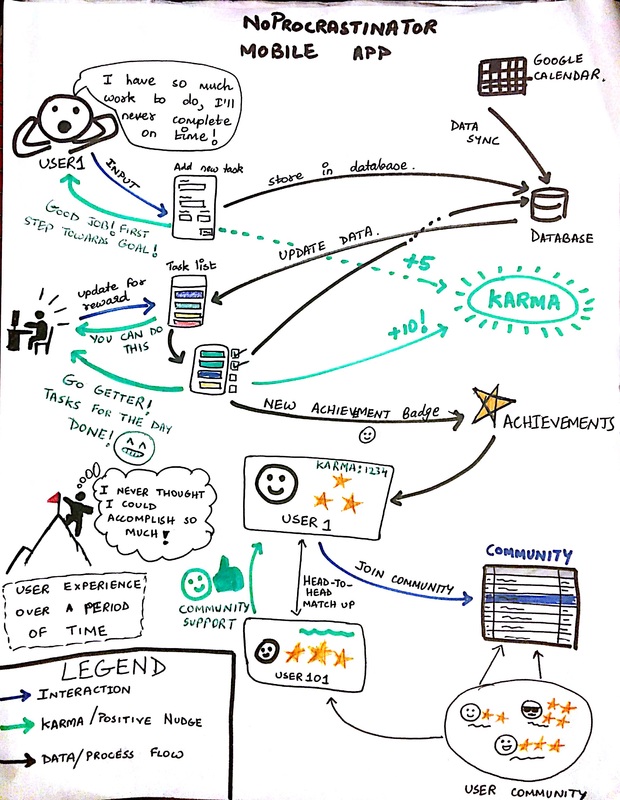 NOPROCRASTINATOR
MOBILE APP
GOOGLE
CALENDAR.
I have so much
work to do, I'll
never complete
on time!
USER1
INPUT
Add new task
store in database.
DATA
SYNC
DATABASE
GOOD JOB! FIRST
STEP TOWARDS GOAL!
UPDATE DATA.
+5
KARMA
Task list
update for
reward
YOU CAN DO
THIS
+10!
GO GETTER!
TASKS FOR THE DAY
DONE!
NEW ACHIEVEMENT Badge
ACHIEVEMENTS
KARMA: 1234
USER 1
I NEVER THOUGHT
I COULD
ACCOMPLISH SO
MUCH!
USER EXPERIENCE
OVER A PERIOD
OF TIME
COMMUNITY
SUPPORT
HEAD-TO-
HEAD
MATCH UP
JOIN COMMUNITY
COMMUNITY
USER 101
LEGEND
INTERACTION
KARMA/POSITIVE NUDGE
DATA/PROCESS FLOW
USER COMMUNITY